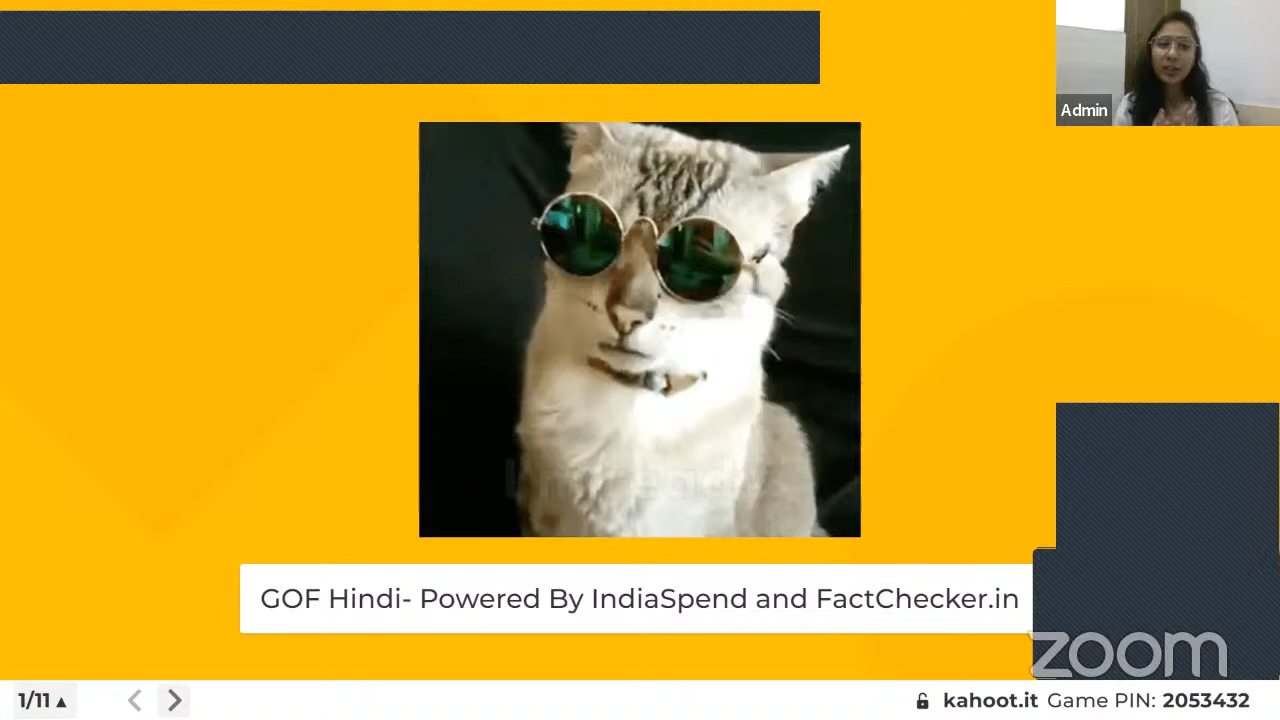 Admin
GOF Hindi- Powered By IndiaSpend and FactChecker.in
zoom
1/11 ▲
kahoot.it Game PIN: 2053432